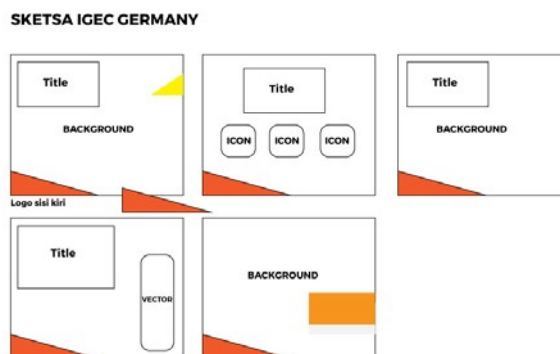 SKETSA IGEC GERMANY
Title
BACKGROUND
Title
ICON
ICON
ICON
Title
BACKGROUND
Logo sisi kiri
Title
VECTOR
BACKGROUND